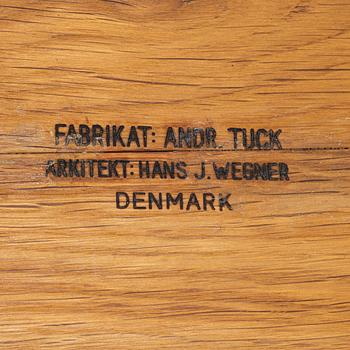 FABRIKAT: ANDR. TUCK
ARKITEKT: HANS J. WEGNER
DENMARK